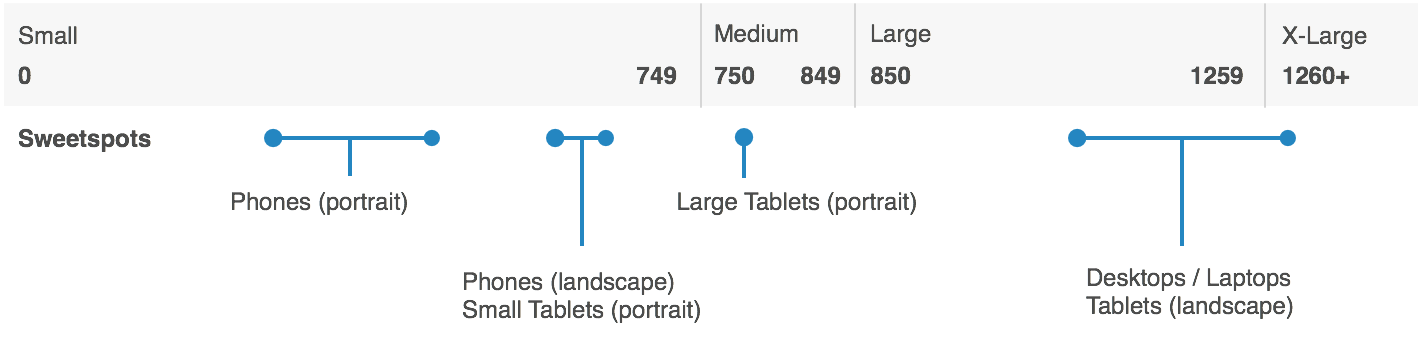 Small Medium Large X-Large
0 749 750 849 850 1259 1260+
Sweetspots
Phones (portrait)
Large Tablets (portrait)
Phones (landscape)
Small Tablets (portrait)
Desktops / Laptops
Tablets (landscape)